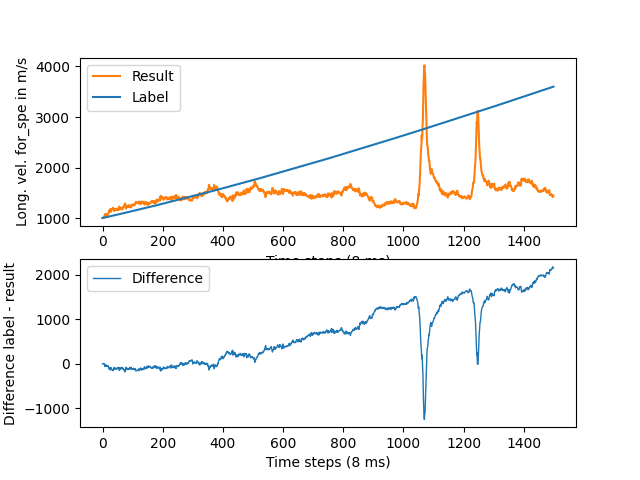 Long. vel. for_spe in m/s
4000
3000
2000
1000
Result
Label
0 200 400 600 800 1000 1200 1400
Time steps (8 ms)
Difference label - result
2000
1000
0
−1000
Difference
0 200 400 600 800 1000 1200 1400
Time steps (8 ms)